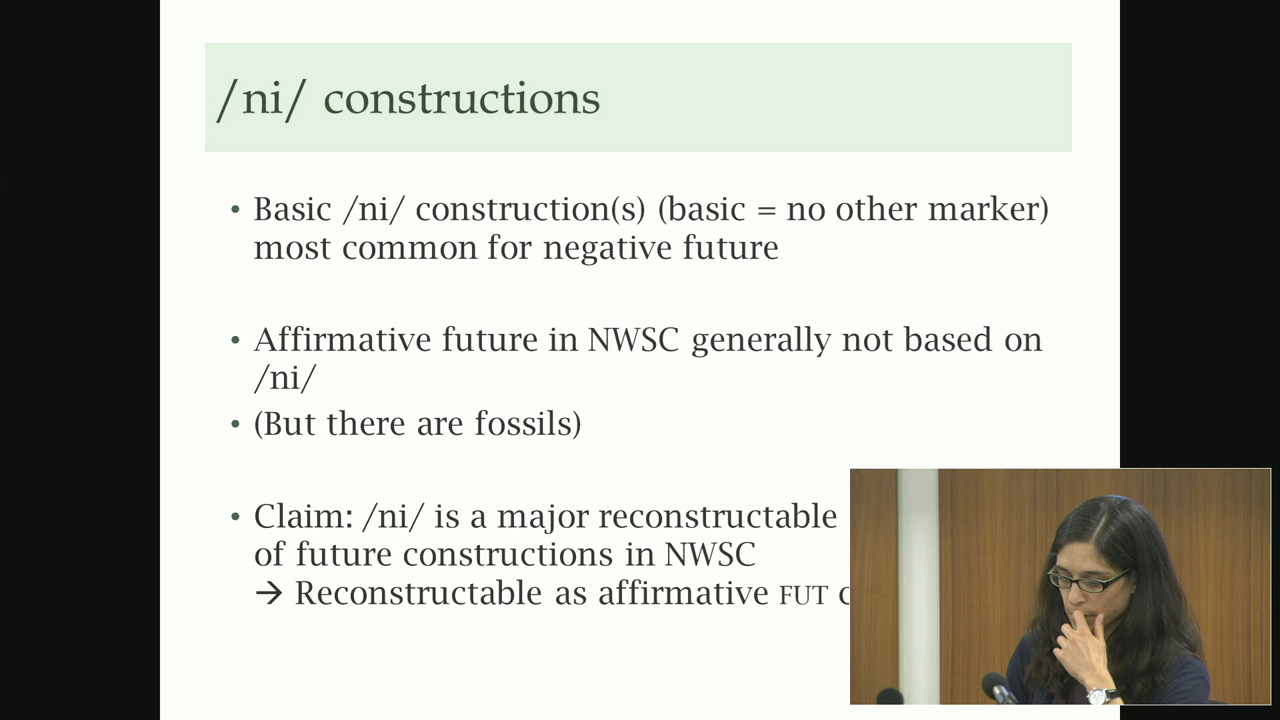 /ni/ constructions
• Basic /ni/ construction(s) (basic = no other marker)
most common for negative future
• Affirmative future in NWSC generally not based on
/ni/
• (But there are fossils)
• Claim: /ni/ is a major reconstructable
of future constructions in NWSC
→ Reconstructable as affirmative FUT